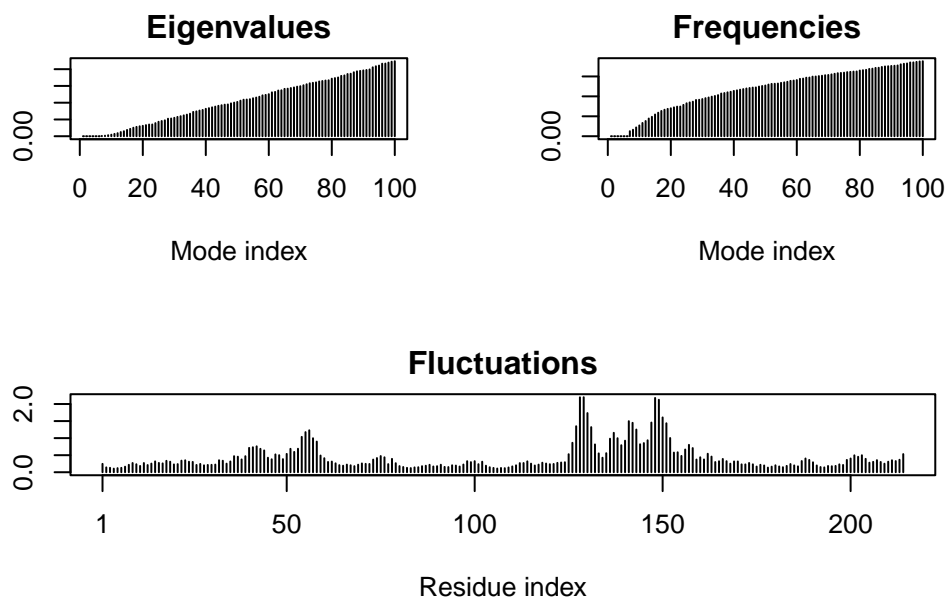 Eigenvalues
0.00
0 20 40 60 80 100
Mode index
Frequencies
0.00
0 20 40 60 80 100
Mode index
Fluctuations
0.0 2.0
1 50 100 150 200
Residue index